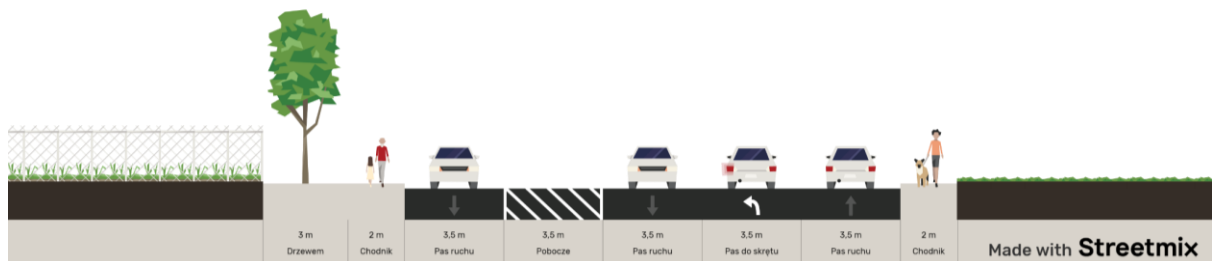 3 m
Drzewem
2 m
Chodnik
3,5 m
Pas ruchu
3,5 m
Pobocze
3,5 m
Pas ruchu
3,5 m
Pas do skrętu
3,5 m
Pas ruchu
2 m
Chodnik
Made with Streetmix